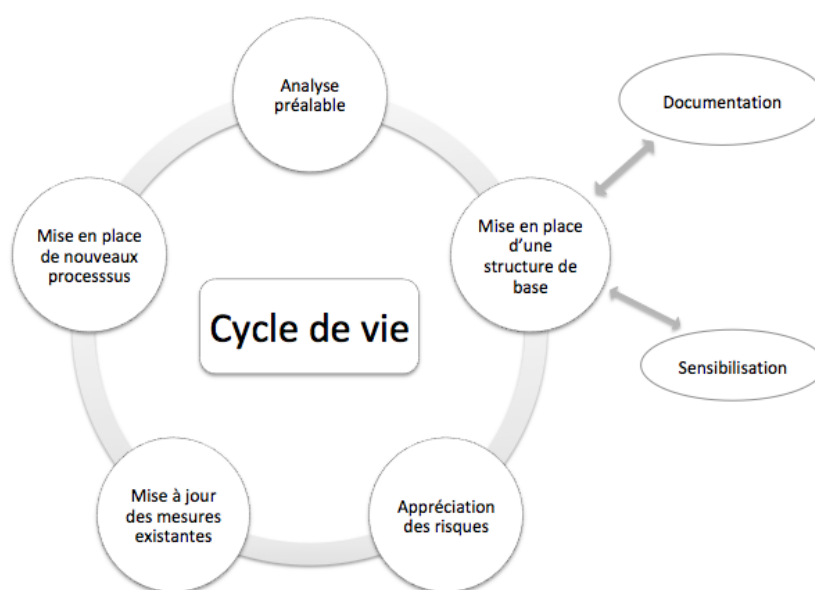 Analyse
préalable
Documentation
Mise en place
d'une
structure de
base
Mise en place
de nouveaux
processsus
Cycle de vie
Sensibilisation
Mise à jour
des mesures
existantes
Appréciation
des risques